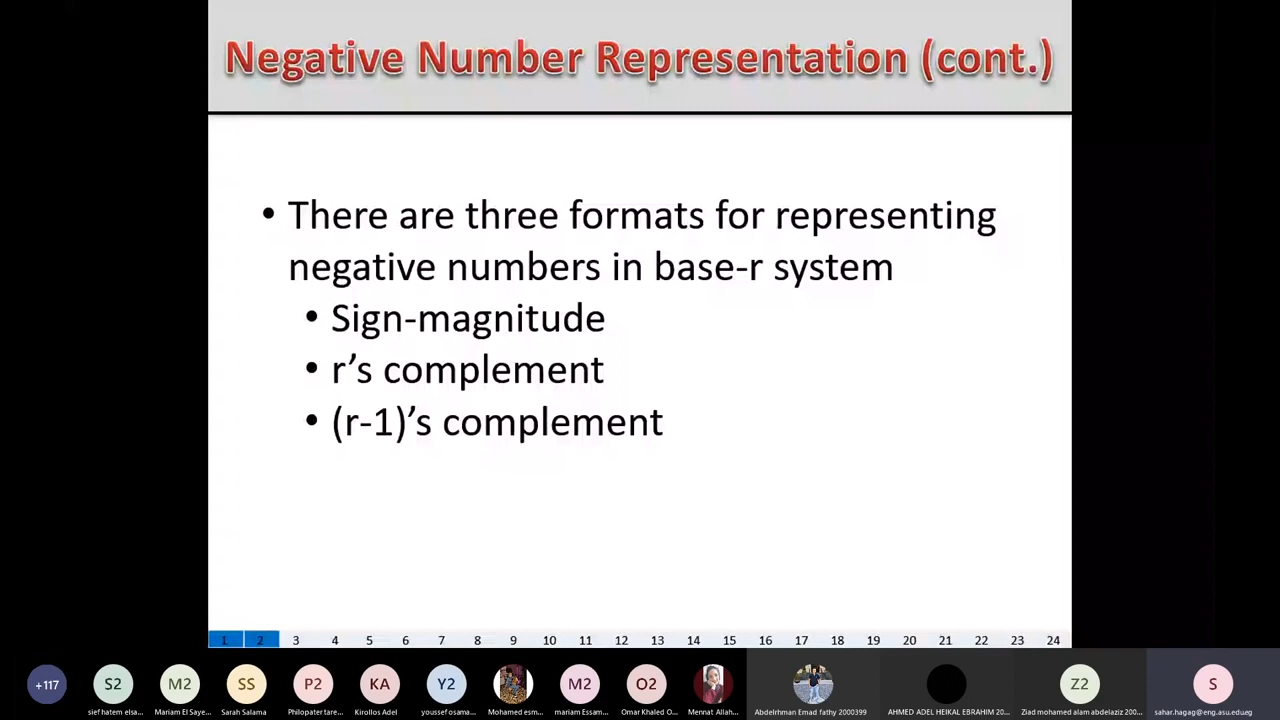 Negative Number Representation (cont.)
• There are three formats for representing
negative numbers in base-r system
• Sign-magnitude
• r’s complement
• (r-1)’s complement
1 2 3 4 5 6 7 8 9 10 11 12 13 14 15 16 17 18 19 20 21 22 23 24
+117 S2 M2 SS P2 KA Y2 M2 O2 Z2 S
sief hatem elsa... Mariam El Saye... Sarah Salama Philopater tare... Kirollos Adel youssef osama... Mohamed esm... mariam Essam... Omar Khaled O... Mennat Allah... Abdelrhman Emad fathy 2000399 AHMED ADEL HEIKAL EBRAHIM 20... Ziad mohamed alam abdelaziz 200... sahar.hagag@eng.asu.edueg